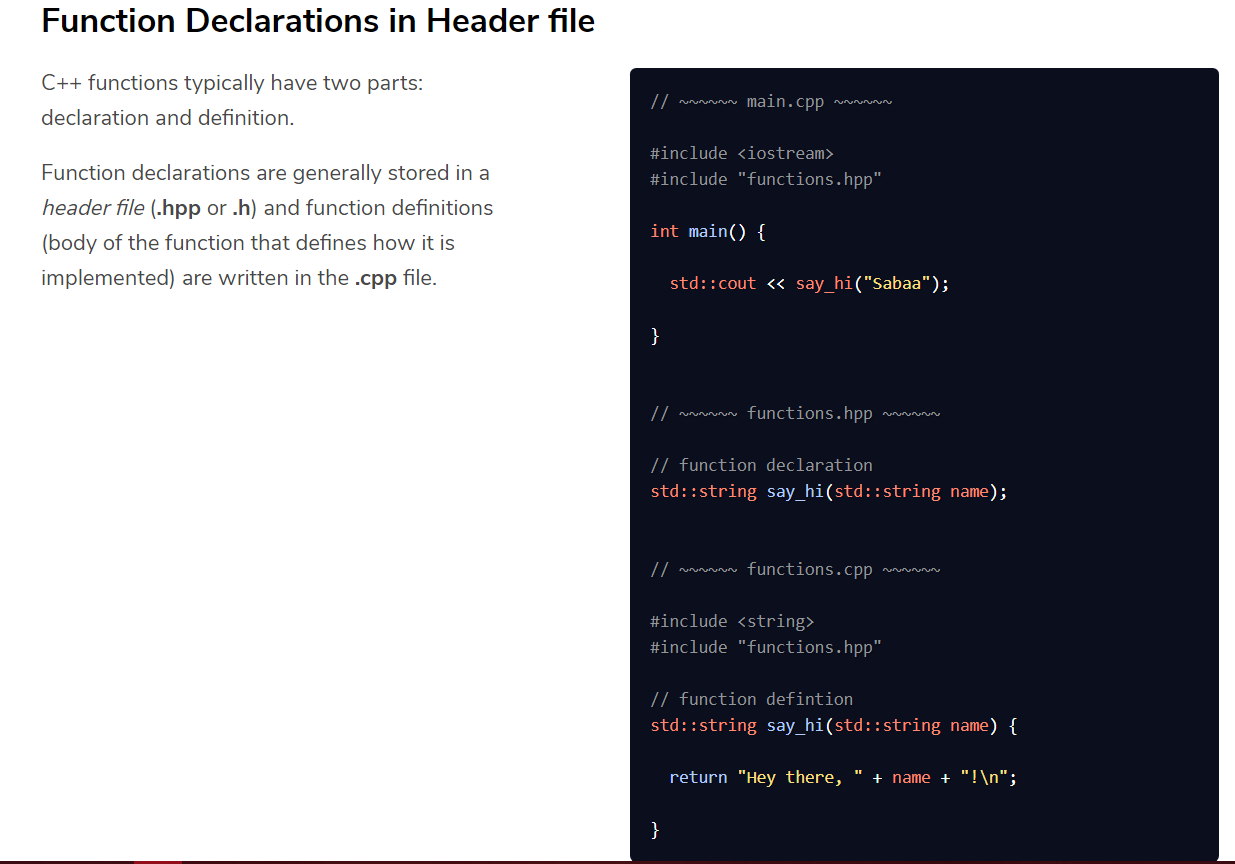 Function Declarations in Header file
C++ functions typically have two parts:
declaration and definition.
Function declarations are generally stored in a
header file (.hpp or .h) and function definitions
(body of the function that defines how it is
implemented) are written in the .cpp file.
// ~~~~~~ main.cpp ~~~~~~
#include <iostream>
#include "functions.hpp"
int main() {
std::cout << say_hi("Sabaa");
}
// ~~~~~~ functions.hpp ~~~~~~
// function declaration
std::string say_hi(std::string name);
// ~~~~~~ functions.cpp ~~~~~~
#include <string>
#include "functions.hpp"
// function defintion
std::string say_hi(std::string name) {
return "Hey there, " + name + "!\n";
}